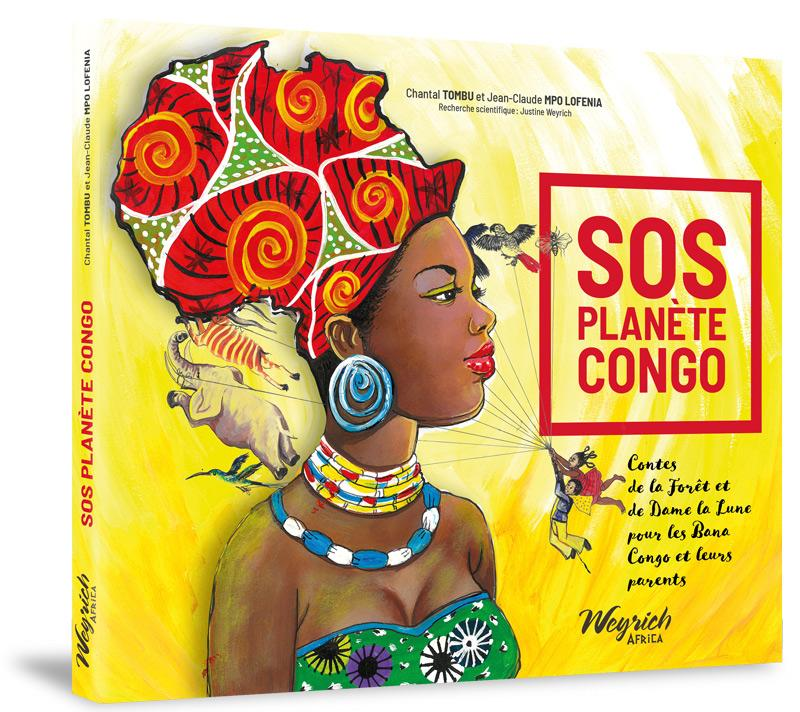 Chantal TOMBU et Jean-Claude MPO LOFENIA
Recherche scientifique : Justine Weyrich
SOS
PLANÈTE
CONGO
Contes
de la Forêt et
de Dame la Lune
pour les Bana
Congo et leurs
parents
Weyrich
AFRICA
Chantal TOMBU et Jean-Claude MPO LOFENIA
SOS PLANÈTE CONGO
Weyrich
AFRICA